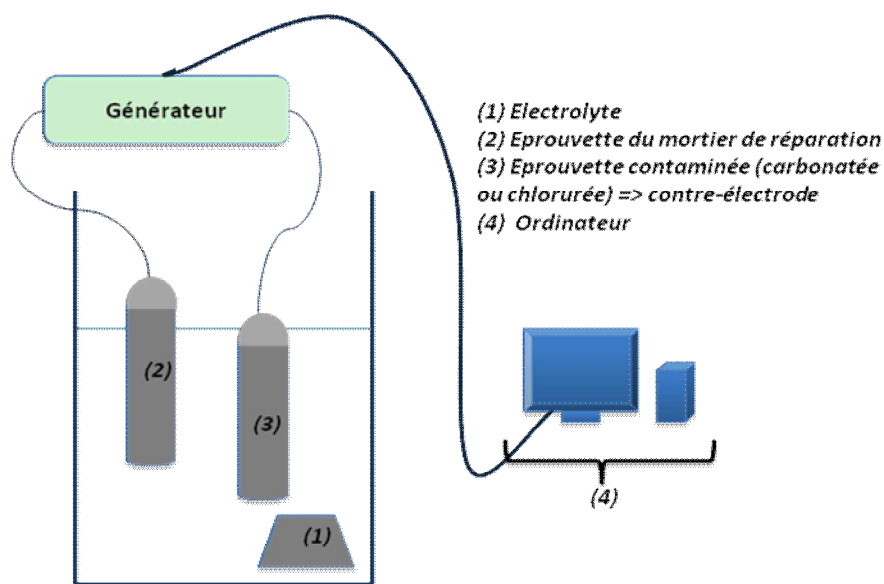 Générateur
(1) Electrolyte
(2) Eprouvette du mortier de réparation
(3) Eprouvette contaminée (carbonatée
ou chlorurée) => contre-électrode
(4) Ordinateur
(2)
(3)
(1)
(4)